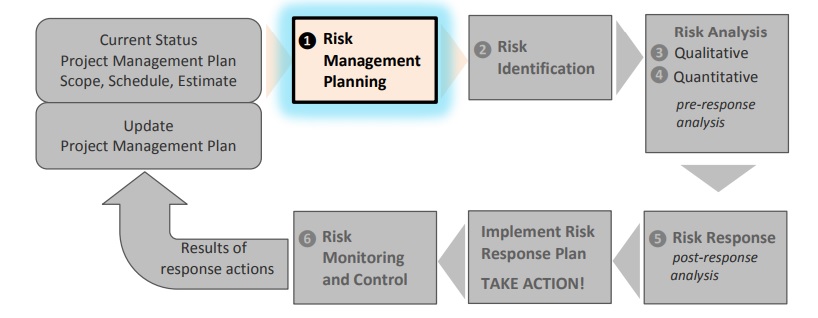 Current Status
Project Management Plan
Scope, Schedule, Estimate
Update
Project Management Plan
1 Risk
Management
Planning
2 Risk
Identification
Risk Analysis
3 Qualitative
4 Quantitative
pre-response
analysis
5 Risk Response
post-response
analysis
Implement Risk
Response Plan
TAKE ACTION!
6 Risk
Monitoring
and Control
Results of
response actions